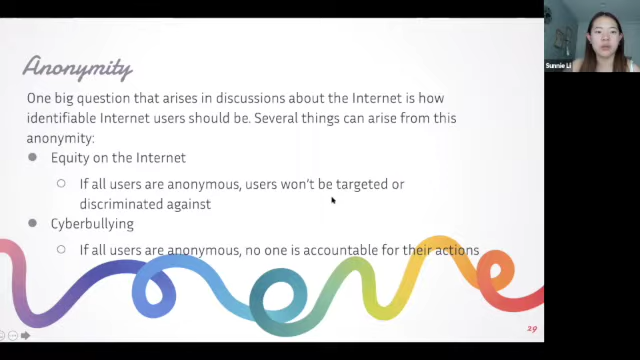 Anonymity
Sunnie Li
One big question that arises in discussions about the Internet is how
identifiable Internet users should be. Several things can arise from this
anonymity:
● Equity on the Internet
○ If all users are anonymous, users won't be targeted or
discriminated against
● Cyberbullying
○ If all users are anonymous, no one is accountable for their actions
29